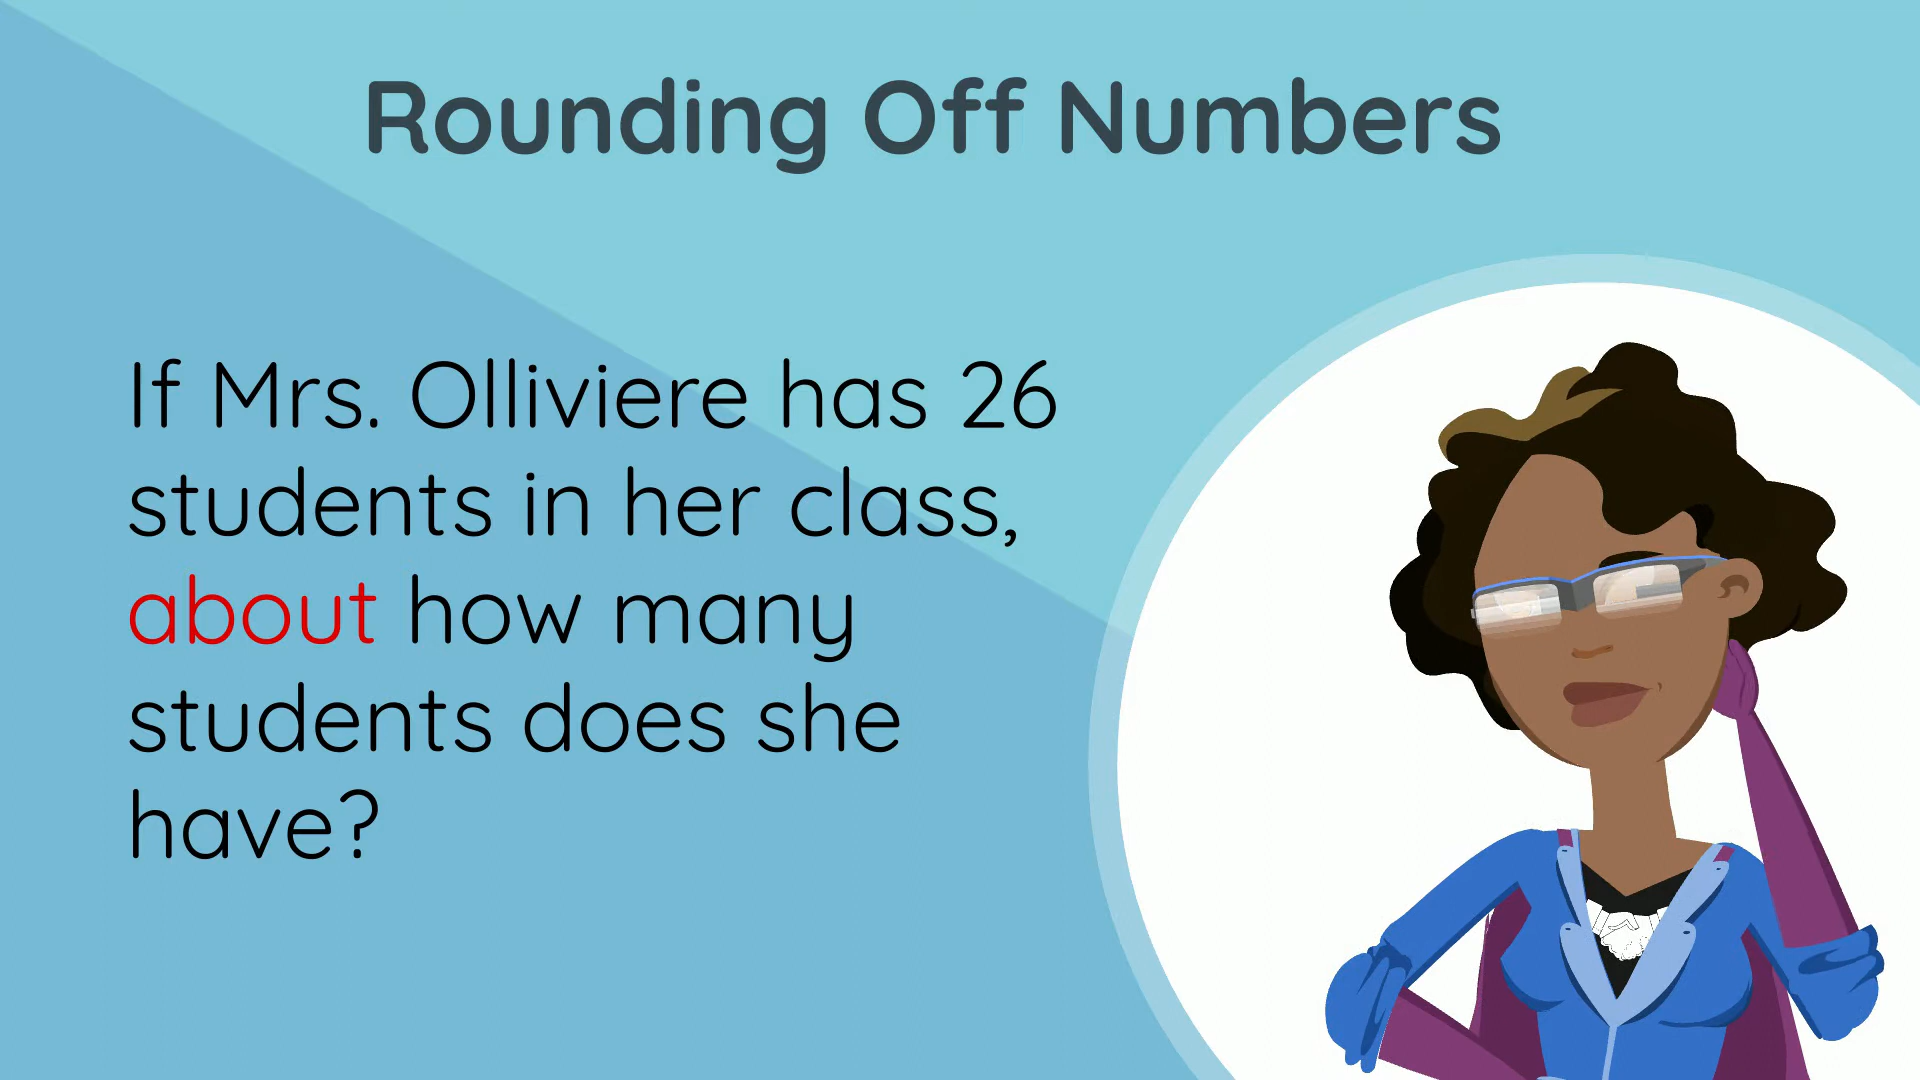 Rounding Off Numbers
If Mrs. Olliviere has 26
students in her class,
about how many
students does she
have?